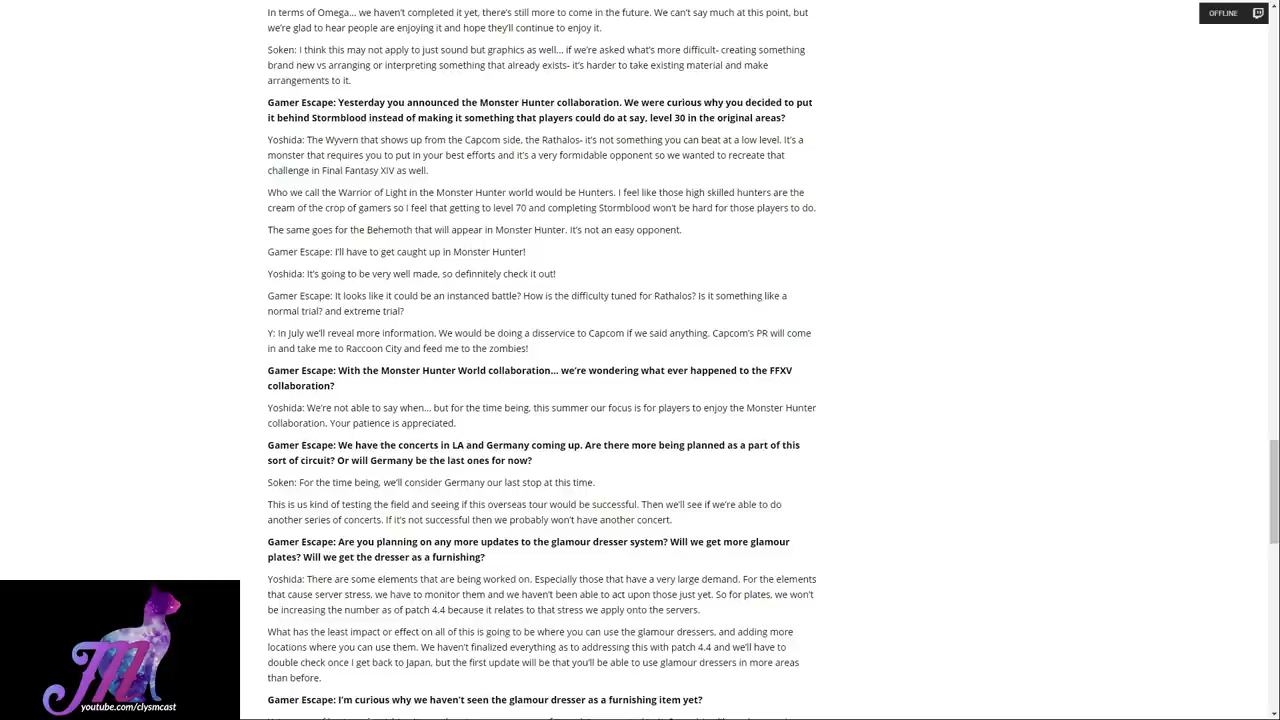 In terms of Omega... we haven't completed it yet, there's still more to come in the future. We can't say much at this point, but
we're glad to hear people are enjoying it and hope they'll continue to enjoy it.
OFFLINE
Soken: I think this may not apply to just sound but graphics as well... if we're asked what's more difficult- creating something
brand new vs arranging or interpreting something that already exists- it's harder to take existing material and make
arrangements to it.
Gamer Escape: Yesterday you announced the Monster Hunter collaboration. We were curious why you decided to put
it behind Stormblood instead of making it something that players could do at say, level 30 in the original areas?
Yoshida: The Wyvern that shows up from the Capcom side, the Rathalos- it's not something you can beat at a low level. It's a
monster that requires you to put in your best efforts and it's a very formidable opponent so we wanted to recreate that
challenge in Final Fantasy XIV as well.
Who we call the Warrior of Light in the Monster Hunter world would be Hunters. I feel like those high skilled hunters are the
cream of the crop of gamers so I feel that getting to level 70 and completing Stormblood won't be hard for those players to do.
The same goes for the Behemoth that will appear in Monster Hunter. It's not an easy opponent.
Gamer Escape: I'll have to get caught up in Monster Hunter!
Yoshida: It's going to be very well made, so definnitely check it out!
Gamer Escape: It looks like it could be an instanced battle? How is the difficulty tuned for Rathalos? Is it something like a
normal trial? and extreme trial?
Y: In July we'll reveal more information. We would be doing a disservice to Capcom if we said anything. Capcom's PR will come
in and take me to Raccoon City and feed me to the zombies!
Gamer Escape: With the Monster Hunter World collaboration... we're wondering what ever happened to the FFXV
collaboration?
Yoshida: We're not able to say when... but for the time being, this summer our focus is for players to enjoy the Monster Hunter
collaboration. Your patience is appreciated.
Gamer Escape: We have the concerts in LA and Germany coming up. Are there more being planned as a part of this
sort of circuit? Or will Germany be the last ones for now?
Soken: For the time being, we'll consider Germany our last stop at this time.
This is us kind of testing the field and seeing if this overseas tour would be successful. Then we'll see if we're able to do
another series of concerts. If it's not successful then we probably won't have another concert.
Gamer Escape: Are you planning on any more updates to the glamour dresser system? Will we get more glamour
plates? Will we get the dresser as a furnishing?
Yoshida: There are some elements that are being worked on. Especially those that have a very large demand. For the elements
that cause server stress, we have to monitor them and we haven't been able to act upon those just yet. So for plates, we won't
be increasing the number as of patch 4.4 because it relates to that stress we apply onto the servers.
What has the least impact or effect on all of this is going to be where you can use the glamour dressers, and adding more
locations where you can use them. We haven't finalized everything as to addressing this with patch 4.4 and we'll have to
double check once I get back to Japan, but the first update will be that you'll be able to use glamour dressers in more areas
than before.
Gamer Escape: I'm curious why we haven't seen the glamour dresser as a furnishing item yet?
youtube.com/clysmcast